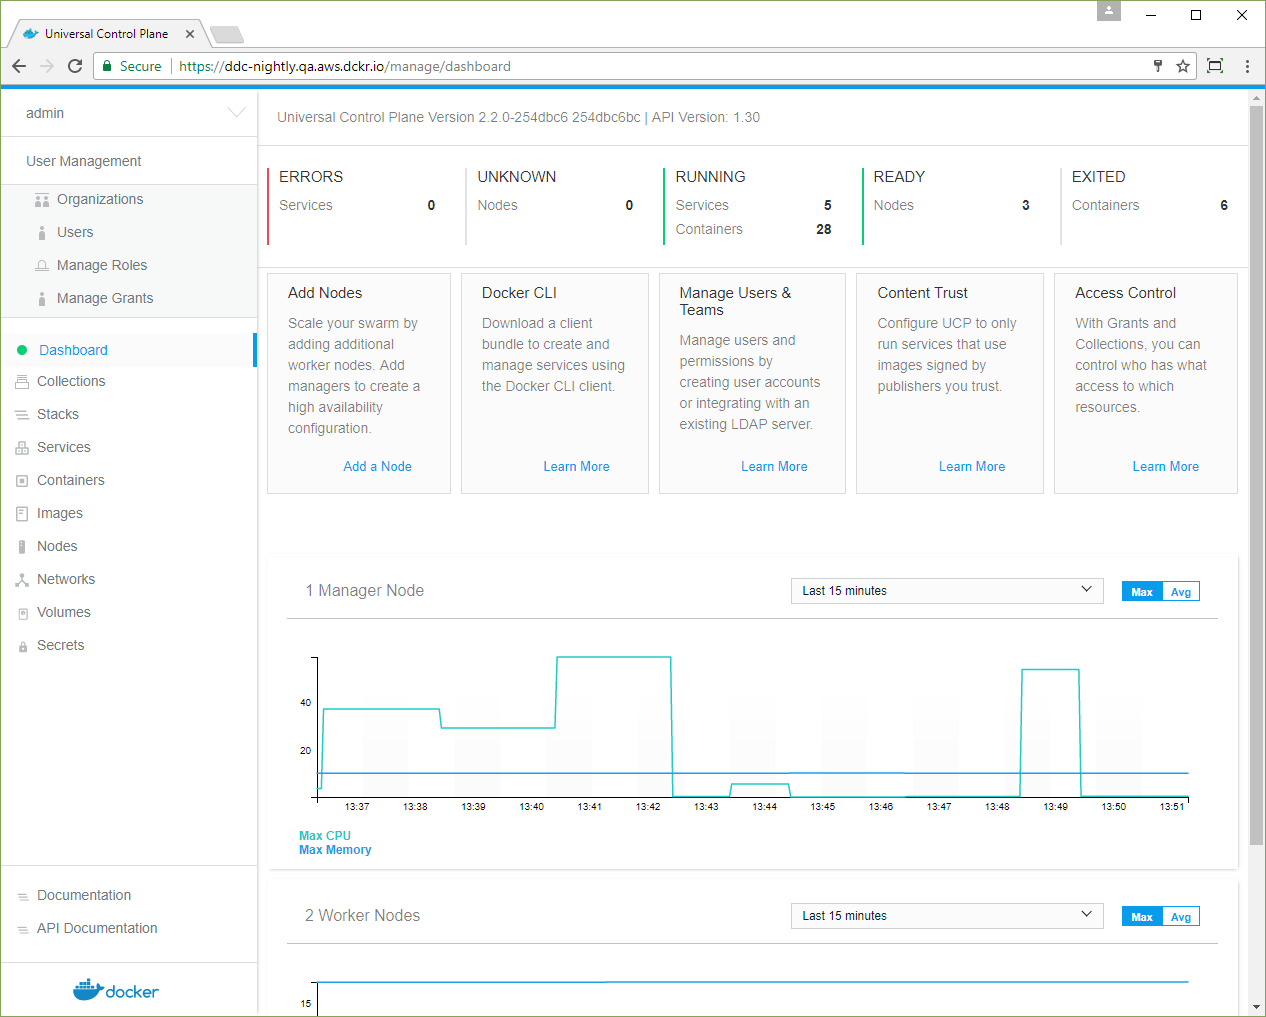 Universal Control Plane
Secure
https://ddc-nightly.qa.aws.dckr.io/manage/dashboard
admin
User Management
Organizations
Users
Manage Roles
Manage Grants
Dashboard
Collections
Stacks
Services
Containers
Images
Nodes
Networks
Volumes
Secrets
Documentation
API Documentation
docker
Universal Control Plane Version 2.2.0-254dbc6 254dbc6bc | API Version: 1.30
ERRORS
Services 0
UNKNOWN
Nodes 0
RUNNING
Services 5
Containers 28
READY
Nodes 3
EXITED
Containers 6
Add Nodes
Scale your swarm by
adding additional
worker nodes. Add
managers to create a
high availability
configuration.
Add a Node
Docker CLI
Download a client
bundle to create and
manage services using
the Docker CLI client.
Learn More
Manage Users &
Teams
Manage users and
permissions by
creating user accounts
or integrating with an
existing LDAP server.
Learn More
Content Trust
Configure UCP to only
run services that use
images signed by
publishers you trust.
Learn More
Access Control
With Grants and
Collections, you can
control who has what
access to which
resources.
Learn More
1 Manager Node
Last 15 minutes
Max Avg
40
20
13:37 13:38 13:39 13:40 13:41 13:42 13:43 13:44 13:45 13:46 13:47 13:48 13:49 13:50 13:51
Max CPU
Max Memory
2 Worker Nodes
Last 15 minutes
Max Avg
15